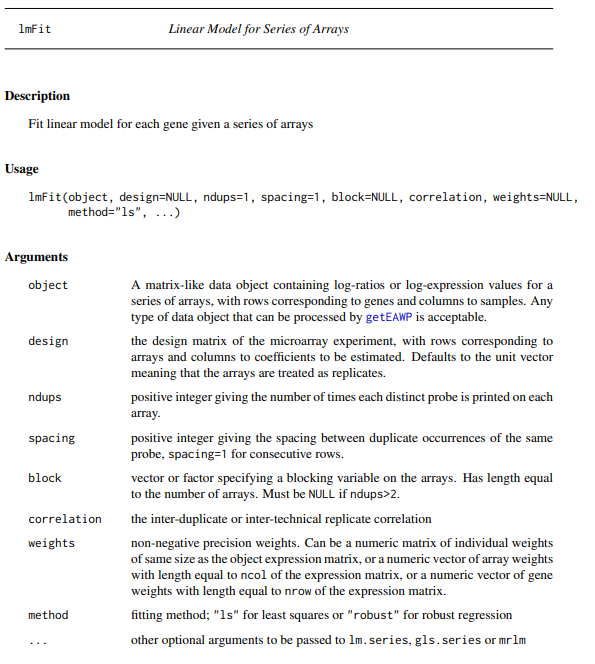 lmFit Linear Model for Series of Arrays
Description
Fit linear model for each gene given a series of arrays
Usage
lmFit(object, design=NULL, ndups=1, spacing=1, block=NULL, correlation, weights=NULL,
method="ls", ...)
Arguments
object A matrix-like data object containing log-ratios or log-expression values for a
series of arrays, with rows corresponding to genes and columns to samples. Any
type of data object that can be processed by getEAWP is acceptable.
design the design matrix of the microarray experiment, with rows corresponding to
arrays and columns to coefficients to be estimated. Defaults to the unit vector
meaning that the arrays are treated as replicates.
ndups positive integer giving the number of times each distinct probe is printed on each
array.
spacing positive integer giving the spacing between duplicate occurrences of the same
probe, spacing=1 for consecutive rows.
block vector or factor specifying a blocking variable on the arrays. Has length equal
to the number of arrays. Must be NULL if ndups>2.
correlation the inter-duplicate or inter-technical replicate correlation
weights non-negative precision weights. Can be a numeric matrix of individual weights
of same size as the object expression matrix, or a numeric vector of array weights
with length equal to ncol of the expression matrix, or a numeric vector of gene
weights with length equal to nrow of the expression matrix.
method fitting method; "ls" for least squares or "robust" for robust regression
... other optional arguments to be passed to lm.series, gls.series or mrlm